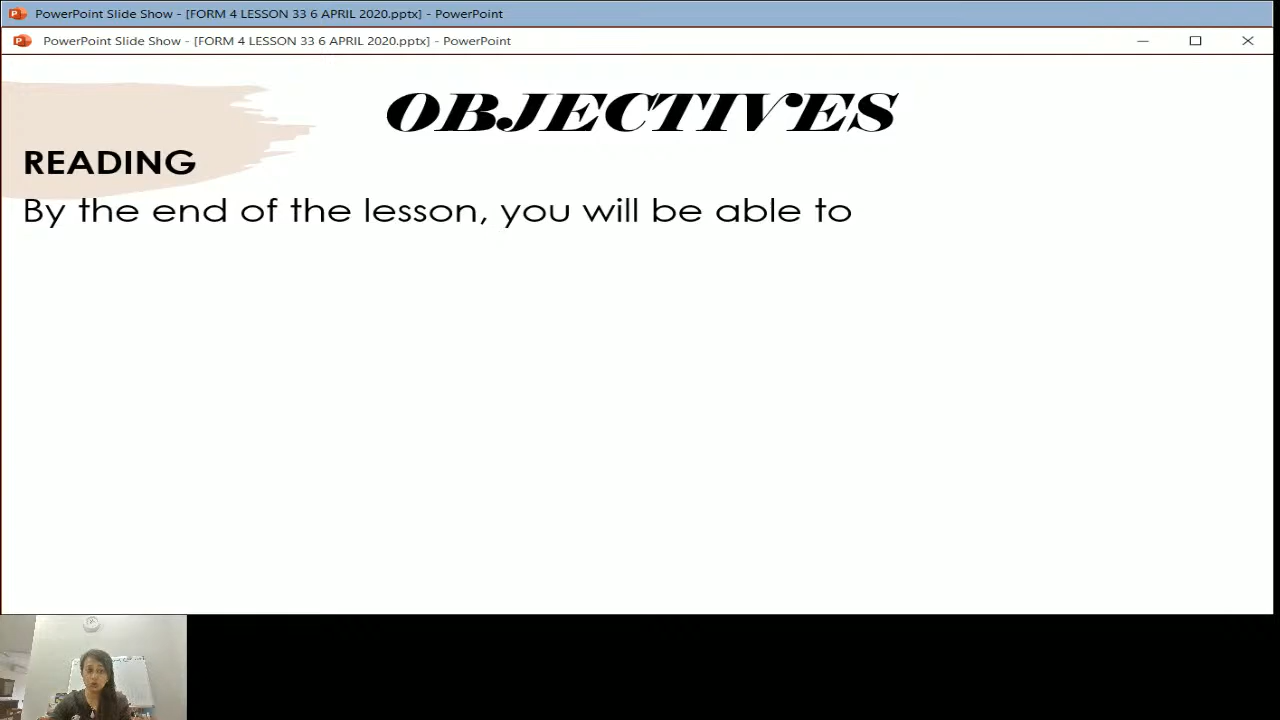 PowerPoint Slide Show - [FORM 4 LESSON 33 6 APRIL 2020.pptx] - PowerPoint
PowerPoint Slide Show - [FORM 4 LESSON 33 6 APRIL 2020.pptx] - PowerPoint
OBJECTIVES
READING
By the end of the lesson, you will be able to